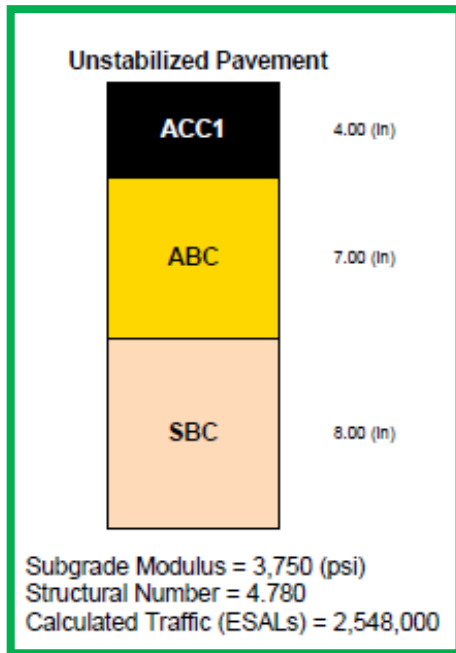 Unstabilized Pavement
ACC1 4.00 (in)
ABC 7.00 (in)
SBC 8.00 (in)
Subgrade Modulus = 3,750 (psi)
Structural Number = 4.780
Calculated Traffic (ESALs) = 2,548,000